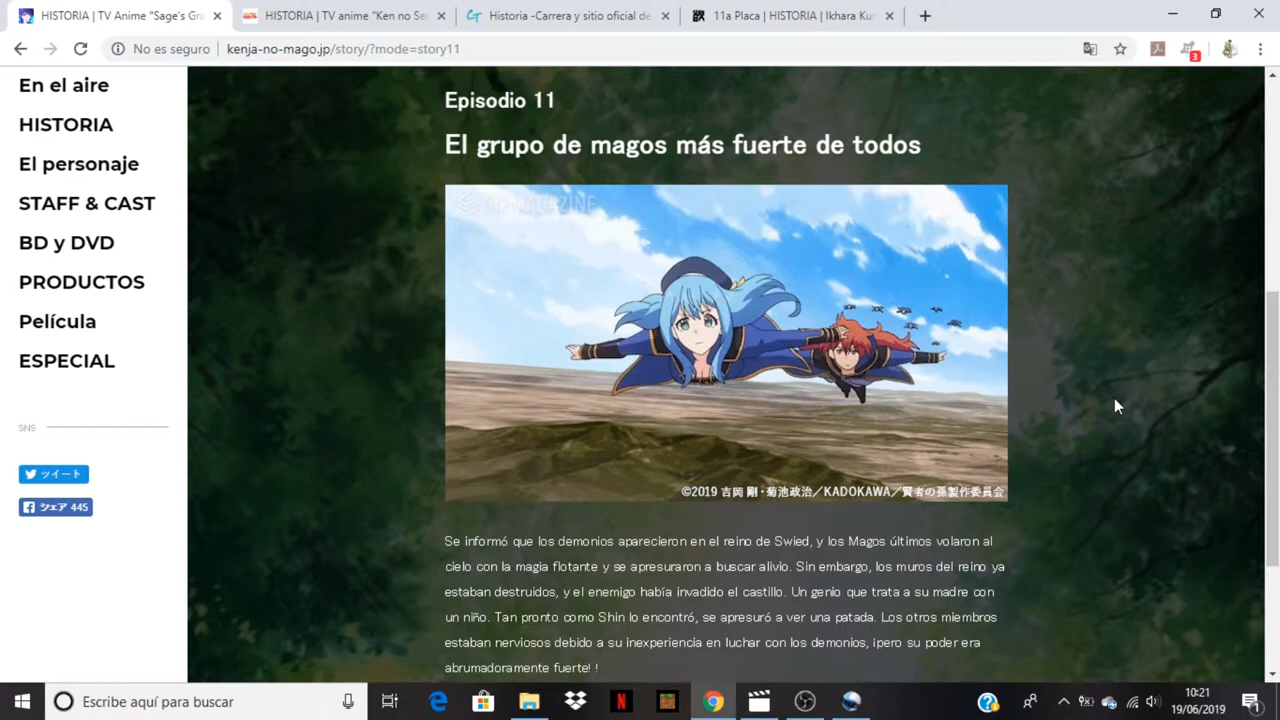 HISTORIA | TV Anime "Sage's Gra
HISTORIA | TV anime "Ken no Se
Historia -Carrera y sitio oficial de
11a Placa | HISTORIA | Ikhara Kur
No es seguro
kenja-no-mago.jp/story/?mode=story11
3
En el aire
HISTORIA
El personaje
STAFF & CAST
BD y DVD
PRODUCTOS
Película
ESPECIAL
SNS
ツイート
シェア 445
Episodio 11
El grupo de magos más fuerte de todos
©2019 吉岡 剛・菊池政治／KADOKAWA／賢者の孫製作委員会
Se informó que los demonios aparecieron en el reino de Swied, y los Magos últimos volaron al
cielo con la magia flotante y se apresuraron a buscar alivio. Sin embargo, los muros del reino ya
estaban destruidos, y el enemigo había invadido el castillo. Un genio que trata a su madre con
un niño. Tan pronto como Shin lo encontró, se apresuró a ver una patada. Los otros miembros
estaban nerviosos debido a su inexperiencia en luchar con los demonios, ¡pero su poder era
abrumadoramente fuerte! !
Escribe aquí para buscar
10:21
19/06/2019
1